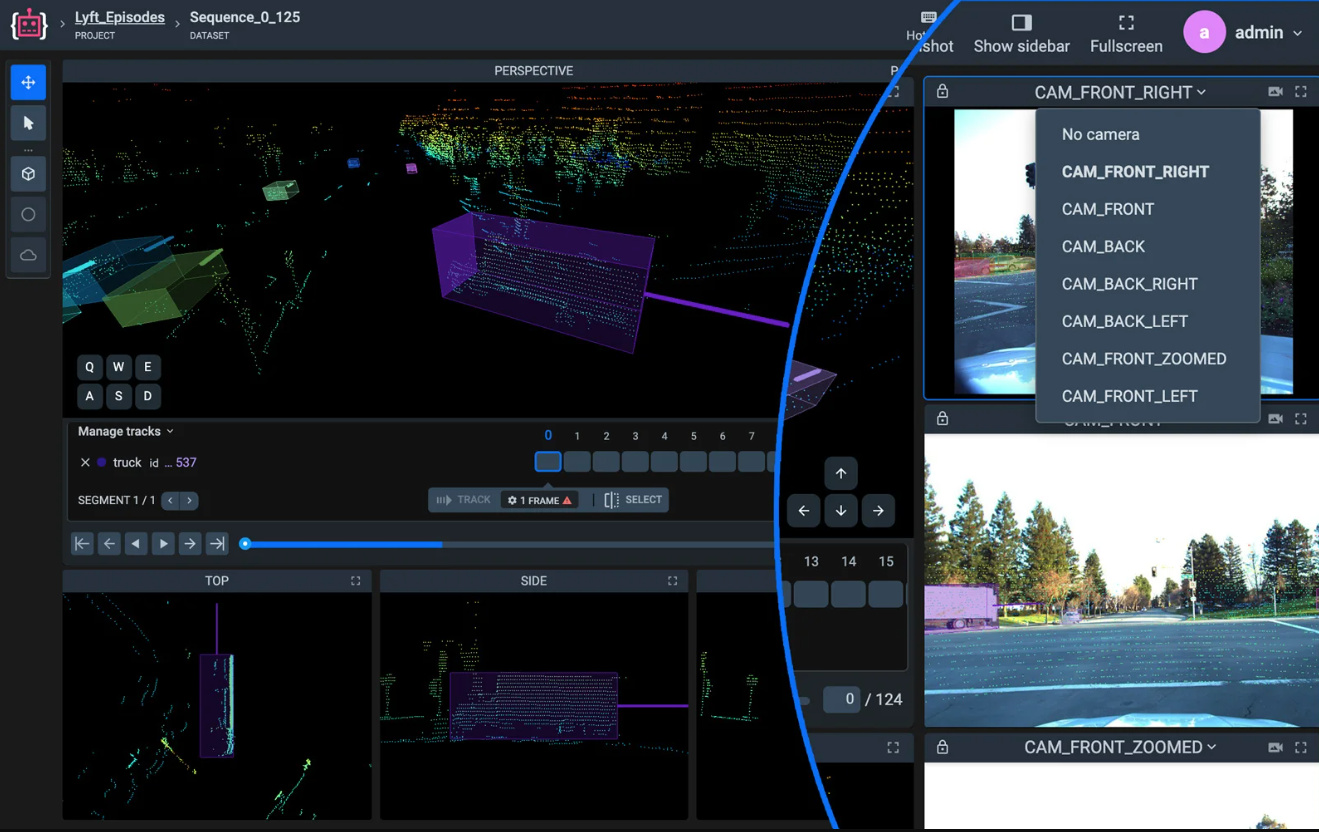 Lyft_Episodes
PROJECT
Sequence_0_125
DATASET
shot
Show sidebar
Fullscreen
a
admin
PERSPECTIVE
CAM_FRONT_RIGHT
No camera
CAM_FRONT_RIGHT
CAM_FRONT
CAM_BACK
CAM_BACK_RIGHT
CAM_BACK_LEFT
CAM_FRONT_ZOOMED
CAM_FRONT_LEFT
Q W E
A S D
Manage tracks
0 1 2 3 4 5 6 7
truck id ... 537
SEGMENT 1 / 1
TRACK
1 FRAME
SELECT
13 14 15
0 / 124
TOP
SIDE
CAM_FRONT
CAM_FRONT_ZOOMED